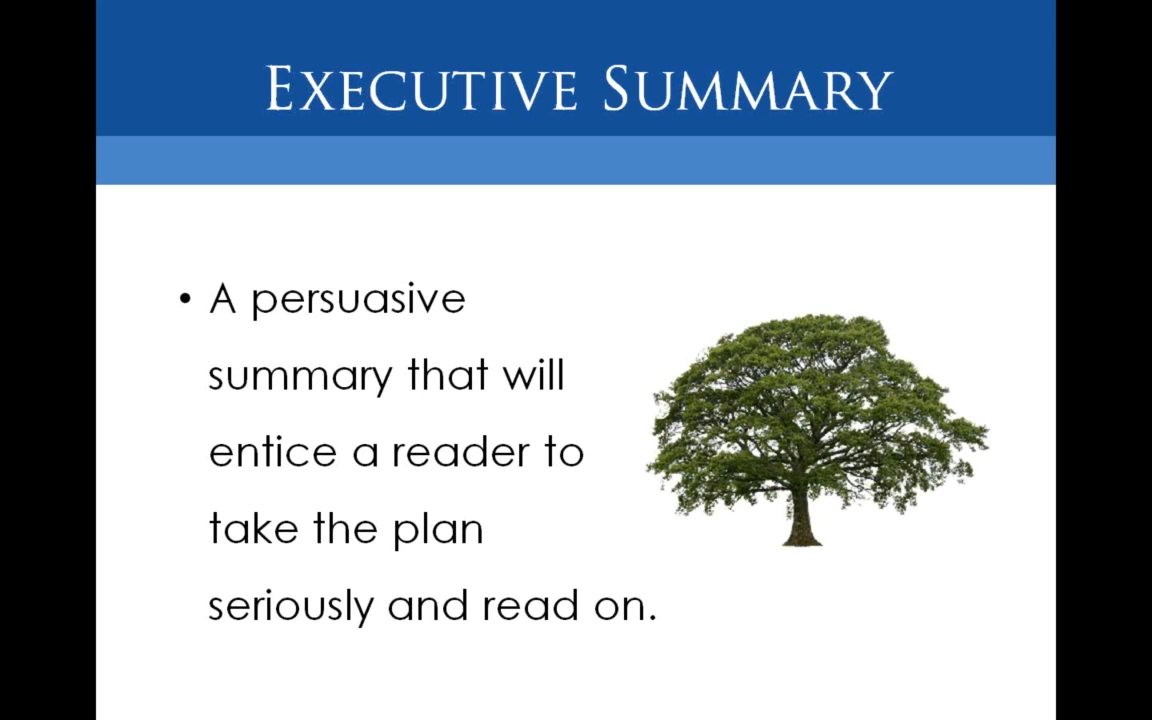 Executive Summary
• A persuasive
summary that will
entice a reader to
take the plan
seriously and read on.